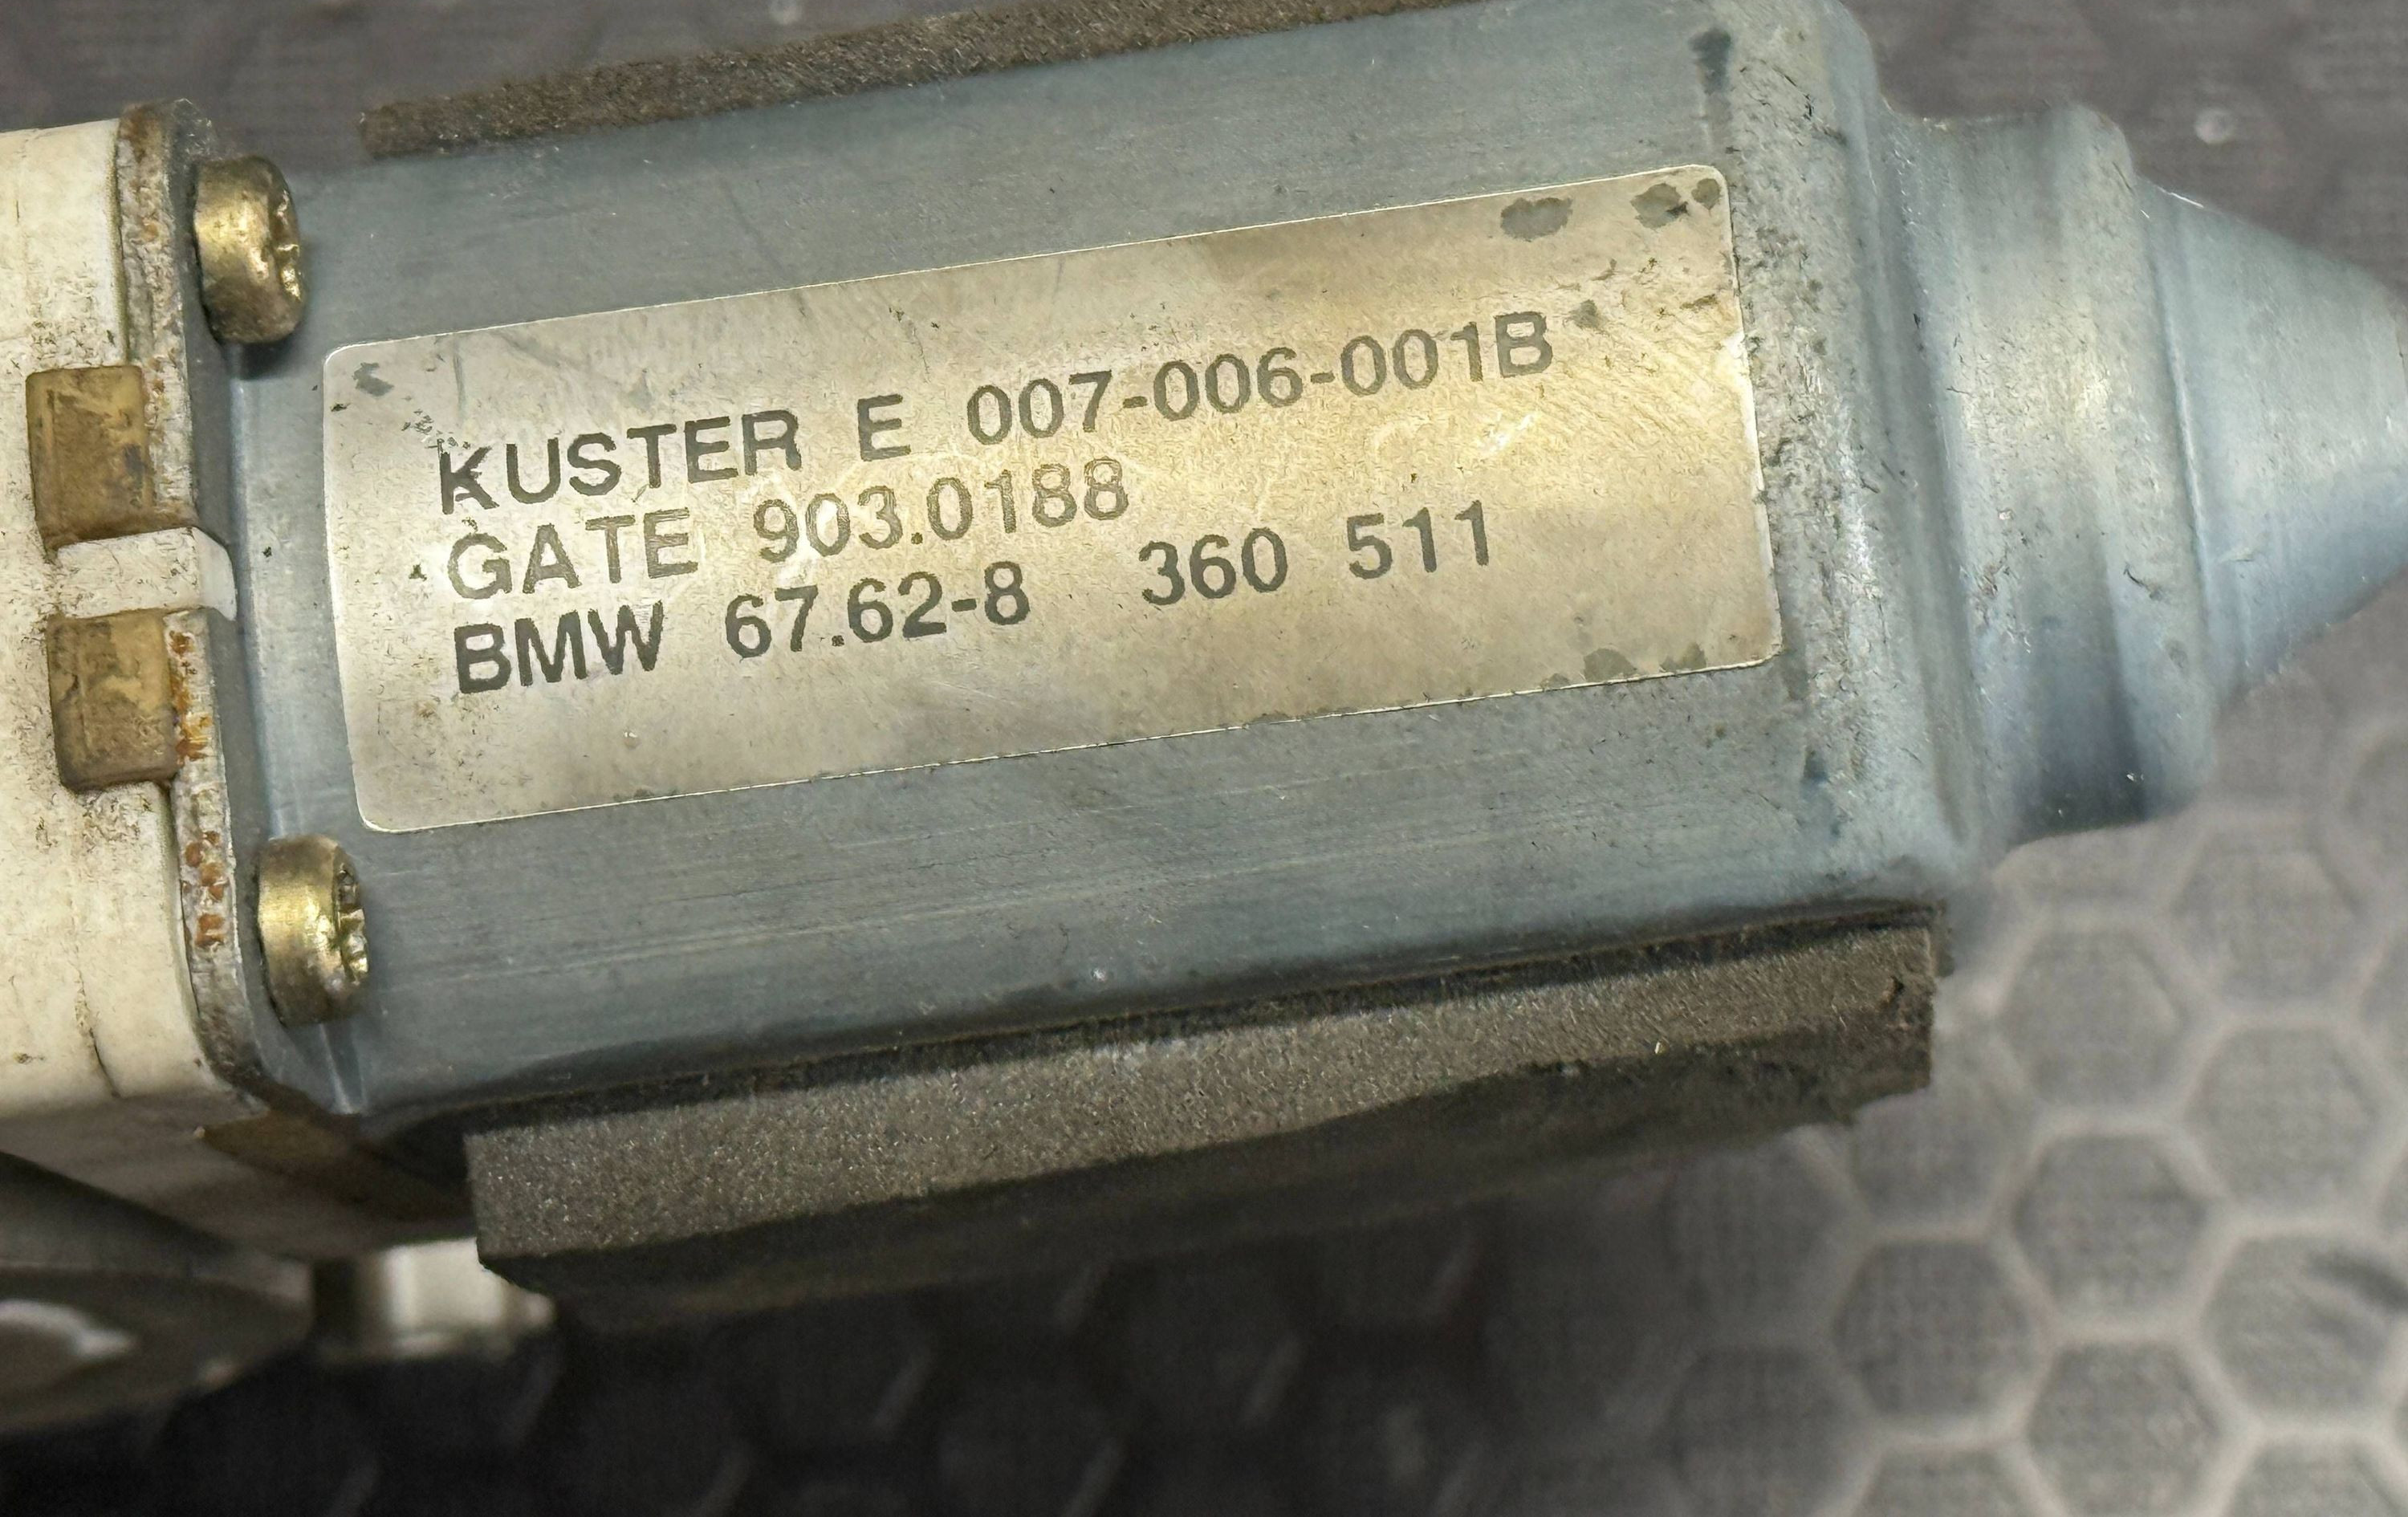 KUSTER E 007-006-001B
GATE 903.0188
BMW 67.62-8 360 511